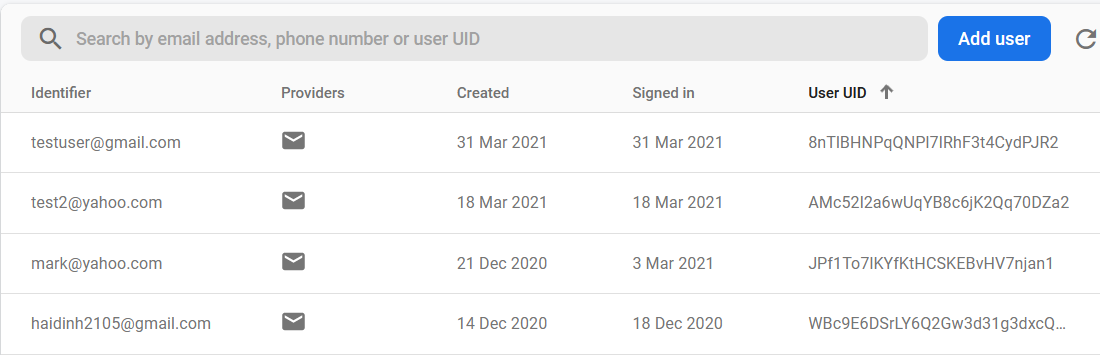 Search by email address, phone number or user UID Add user
Identifier Providers Created Signed in User UID
testuser@gmail.com 31 Mar 2021 31 Mar 2021 8nTIBHNPqQNPI7IRhF3t4CydPJR2
test2@yahoo.com 18 Mar 2021 18 Mar 2021 AMc52I2a6wUqYB8c6jK2Qq70DZa2
mark@yahoo.com 21 Dec 2020 3 Mar 2021 JPf1To7IKYfKtHCSKEBvHV7njan1
haidinh2105@gmail.com 14 Dec 2020 18 Dec 2020 WBc9E6DSrLY6Q2Gw3d31g3dxcQ...